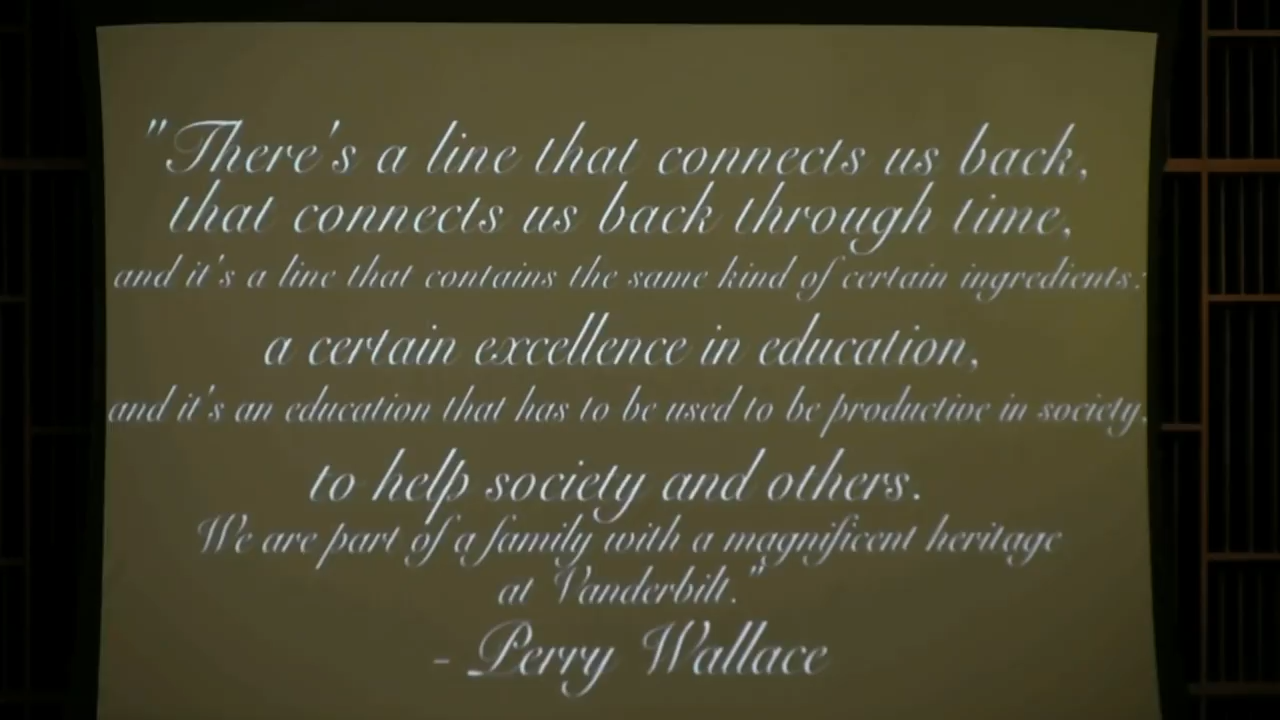 "There's a line that connects us back,
that connects us back through time,
and it's a line that contains the same kind of certain ingredients:
a certain excellence in education,
and it's an education that has to be used to be productive in society,
to help society and others.
We are part of a family with a magnificent heritage
at Vanderbilt."
- Perry Wallace